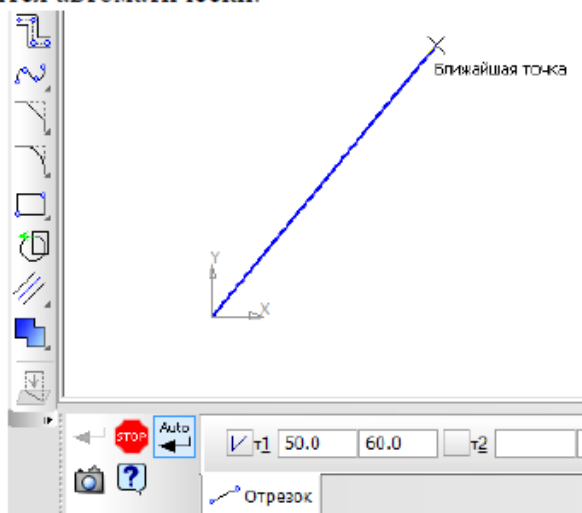 Ближайшая точка
Y
X
STOP
Auto
т1 50.0 60.0 т2
Отрезок